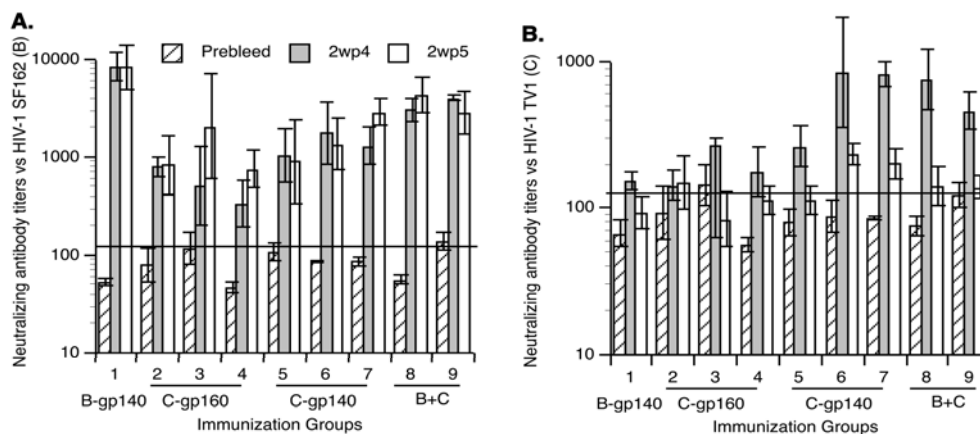 A.
Neutralizing antibody titers vs HIV-1 SF162 (B)
10000
1000
100
10
Prebleed 2wp4 2wp5
1 2 3 4 5 6 7 8 9
B-gp140 C-gp160 C-gp140 B+C
Immunization Groups
B.
Neutralizing antibody titers vs HIV-1 TV1 (C)
1000
100
10
1 2 3 4 5 6 7 8 9
B-gp140 C-gp160 C-gp140 B+C
Immunization Groups